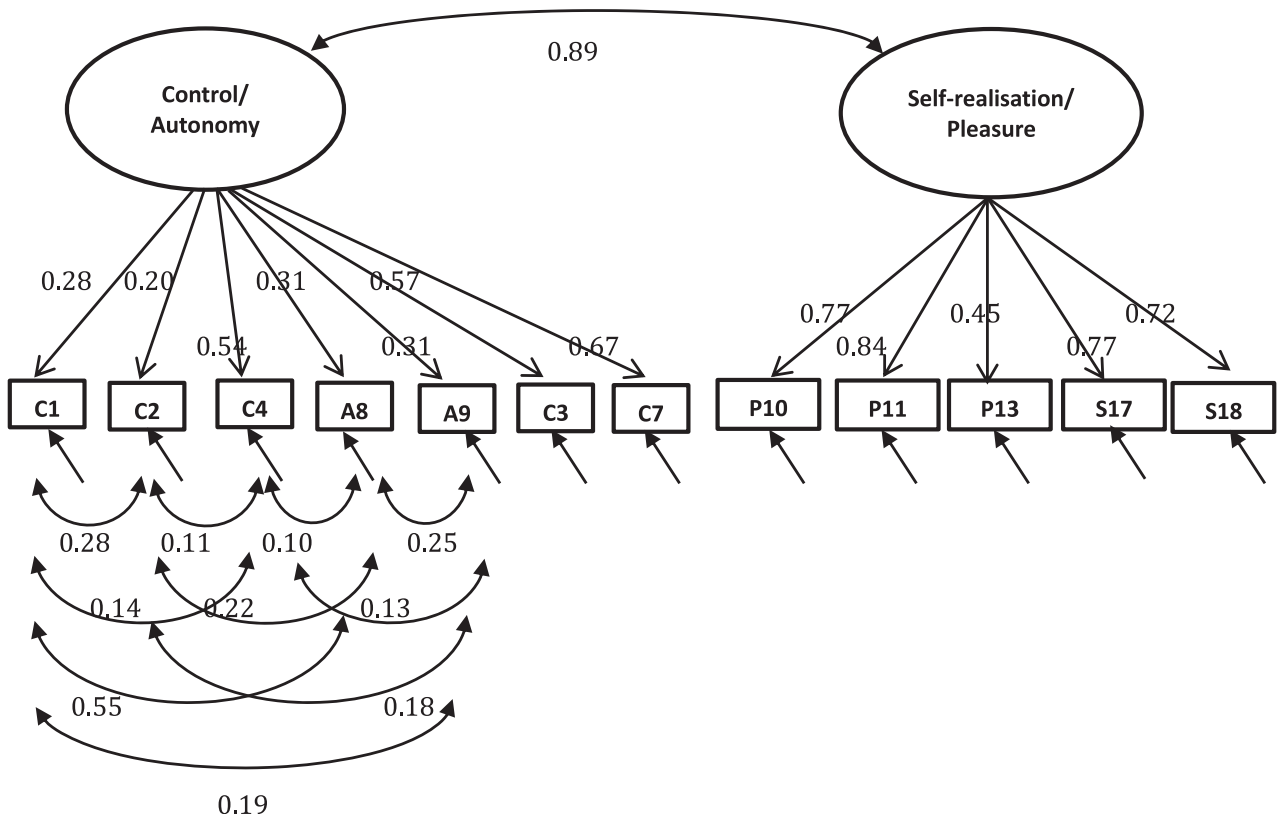 0.89
Control/
Autonomy
Self-realisation/
Pleasure
0.28 0.20 0.31 0.57
0.77 0.45 0.72
0.54 0.31 0.67 0.84 0.77
C1 C2 C4 A8 A9 C3 C7 P10 P11 P13 S17 S18
0.28 0.11 0.10 0.25
0.14 0.22 0.13
0.55 0.18
0.19